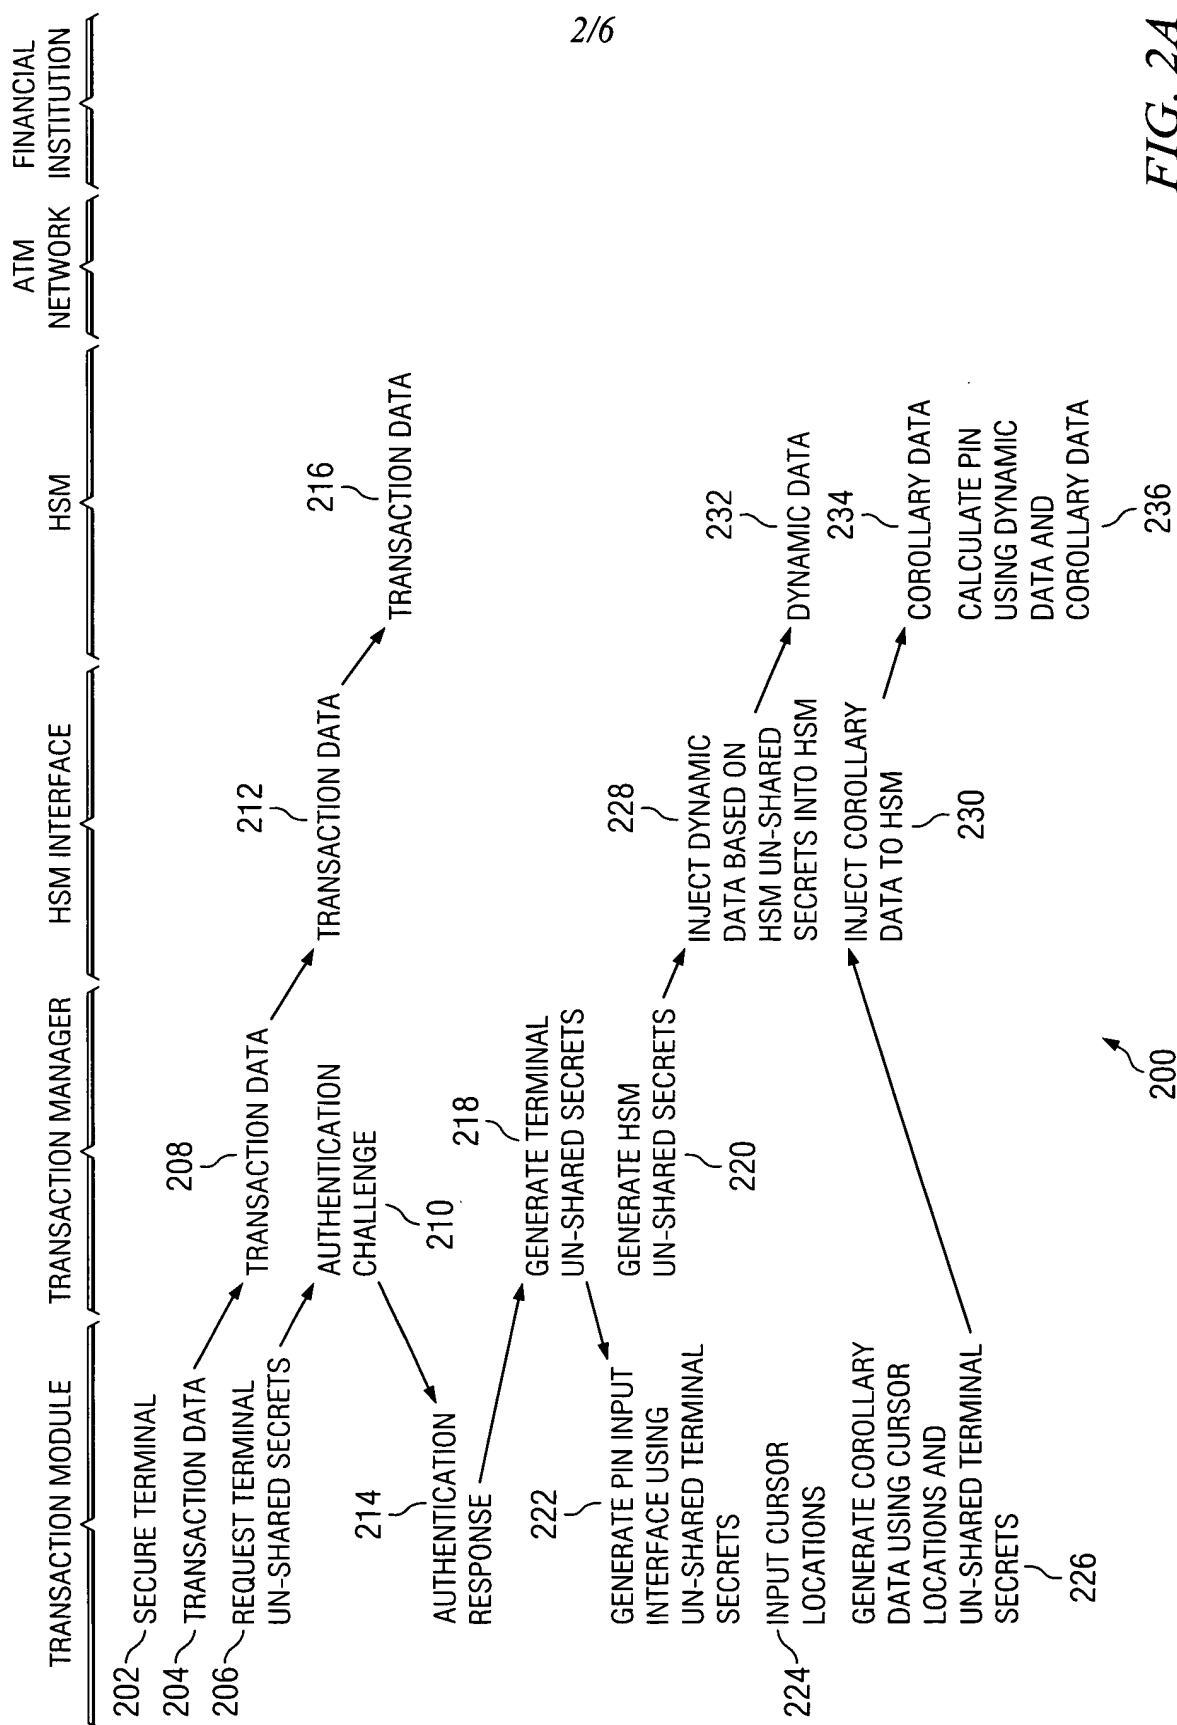 2/6
TRANSACTION MODULE
TRANSACTION MANAGER
HSM INTERFACE
HSM
ATM
NETWORK
FINANCIAL
INSTITUTION
202
SECURE TERMINAL
204
TRANSACTION DATA
206
REQUEST TERMINAL
UN-SHARED SECRETS
208
TRANSACTION DATA
AUTHENTICATION
CHALLENGE
210
212
TRANSACTION DATA
216
TRANSACTION DATA
214
AUTHENTICATION
RESPONSE
218
GENERATE TERMINAL
UN-SHARED SECRETS
GENERATE HSM
UN-SHARED SECRETS
220
222
GENERATE PIN INPUT
INTERFACE USING
UN-SHARED TERMINAL
SECRETS
INPUT CURSOR
LOCATIONS
224
GENERATE COROLLARY
DATA USING CURSOR
LOCATIONS AND
UN-SHARED TERMINAL
SECRETS
226
228
INJECT DYNAMIC
DATA BASED ON
HSM UN-SHARED
SECRETS INTO HSM
INJECT COROLLARY
DATA TO HSM
230
232
DYNAMIC DATA
234
COROLLARY DATA
CALCULATE PIN
USING DYNAMIC
DATA AND
COROLLARY DATA
236
200
FIG. 2A